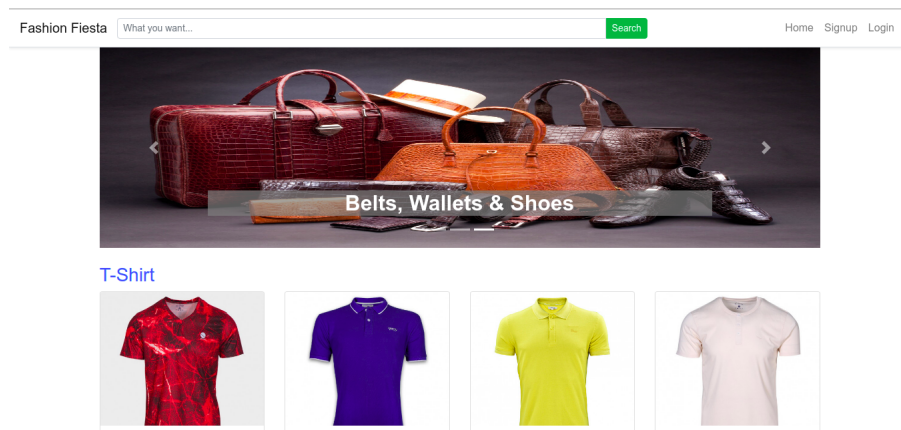 Fashion Fiesta
What you want...
Search
Home Signup Login
Belts, Wallets & Shoes
T-Shirt